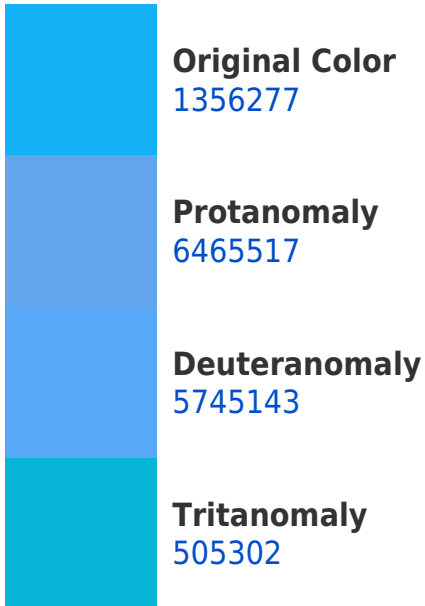 Original Color
1356277
Protanomaly
6465517
Deuteranomaly
5745143
Tritanomaly
505302